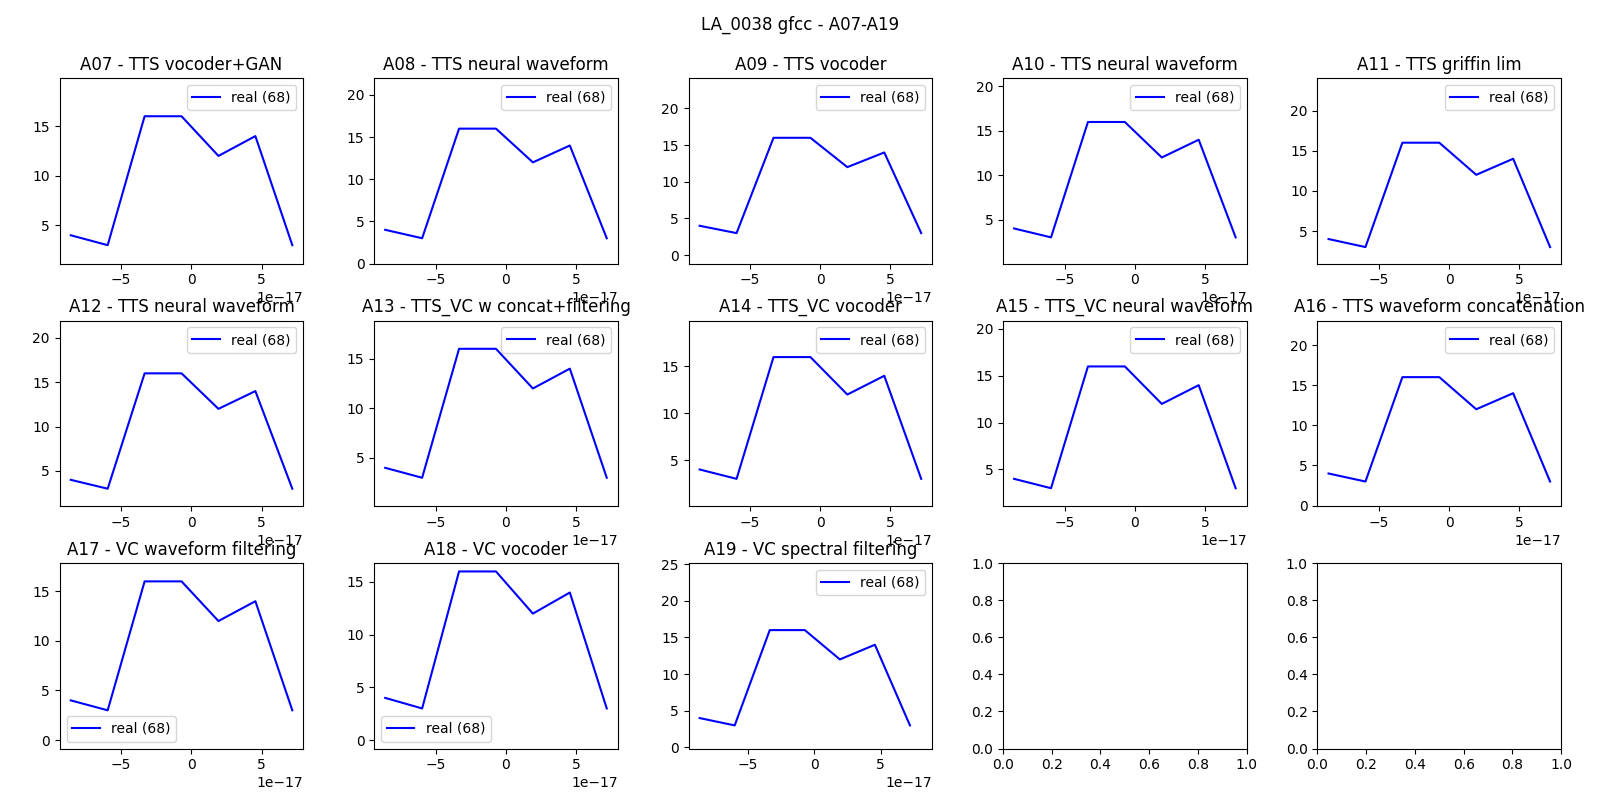 LA_0038 gfcc - A07-A19
A07 - TTS vocoder+GAN
real (68)
15
10
5
−5 0 5
1e−17
A08 - TTS neural waveform
real (68)
20
15
10
5
0
−5 0 5
1e−17
A09 - TTS vocoder
real (68)
20
15
10
5
0
−5 0 5
1e−17
A10 - TTS neural waveform
real (68)
20
15
10
5
−5 0 5
1e−17
A11 - TTS griffin lim
real (68)
20
15
10
5
−5 0 5
1e−17
A12 - TTS neural waveform
real (68)
20
15
10
5
−5 0 5
1e−17
A13 - TTS_VC w concat+filtering
real (68)
15
10
5
−5 0 5
1e−17
A14 - TTS_VC vocoder
real (68)
15
10
5
−5 0 5
1e−17
A15 - TTS_VC neural waveform
real (68)
20
15
10
5
−5 0 5
1e−17
A16 - TTS waveform concatenation
real (68)
20
15
10
5
0
−5 0 5
1e−17
A17 - VC waveform filtering
15
10
5
0
real (68)
−5 0 5
1e−17
A18 - VC vocoder
15
10
5
0
real (68)
−5 0 5
1e−17
A19 - VC spectral filtering
real (68)
25
20
15
10
5
0
−5 0 5
1e−17
1.0
0.8
0.6
0.4
0.2
0.0
0.0 0.2 0.4 0.6 0.8 1.0
1.0
0.8
0.6
0.4
0.2
0.0
0.0 0.2 0.4 0.6 0.8 1.0